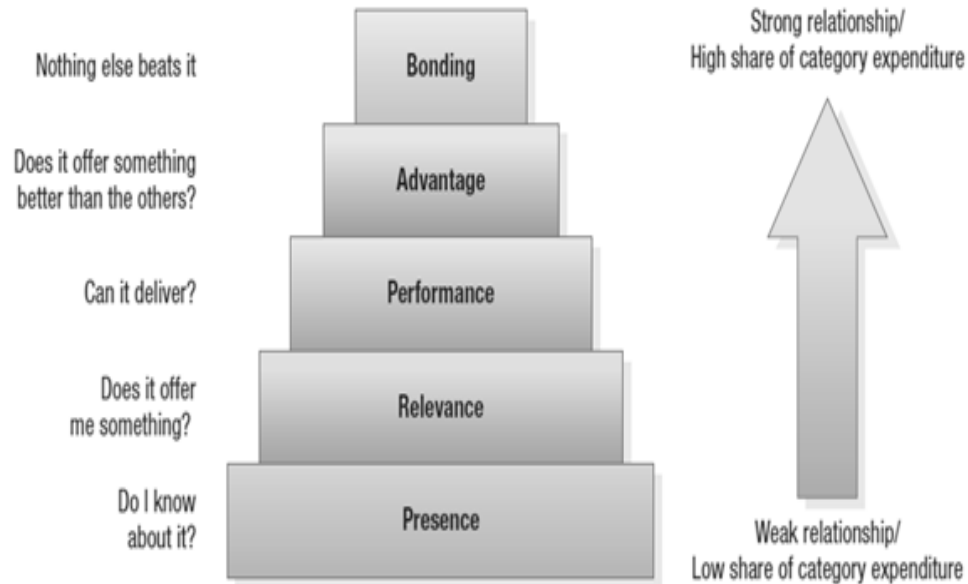 Strong relationship/
High share of category expenditure
Nothing else beats it
Bonding
Does it offer something
better than the others?
Advantage
Can it deliver?
Performance
Does it offer
me something?
Relevance
Do I know
about it?
Presence
Weak relationship/
Low share of category expenditure